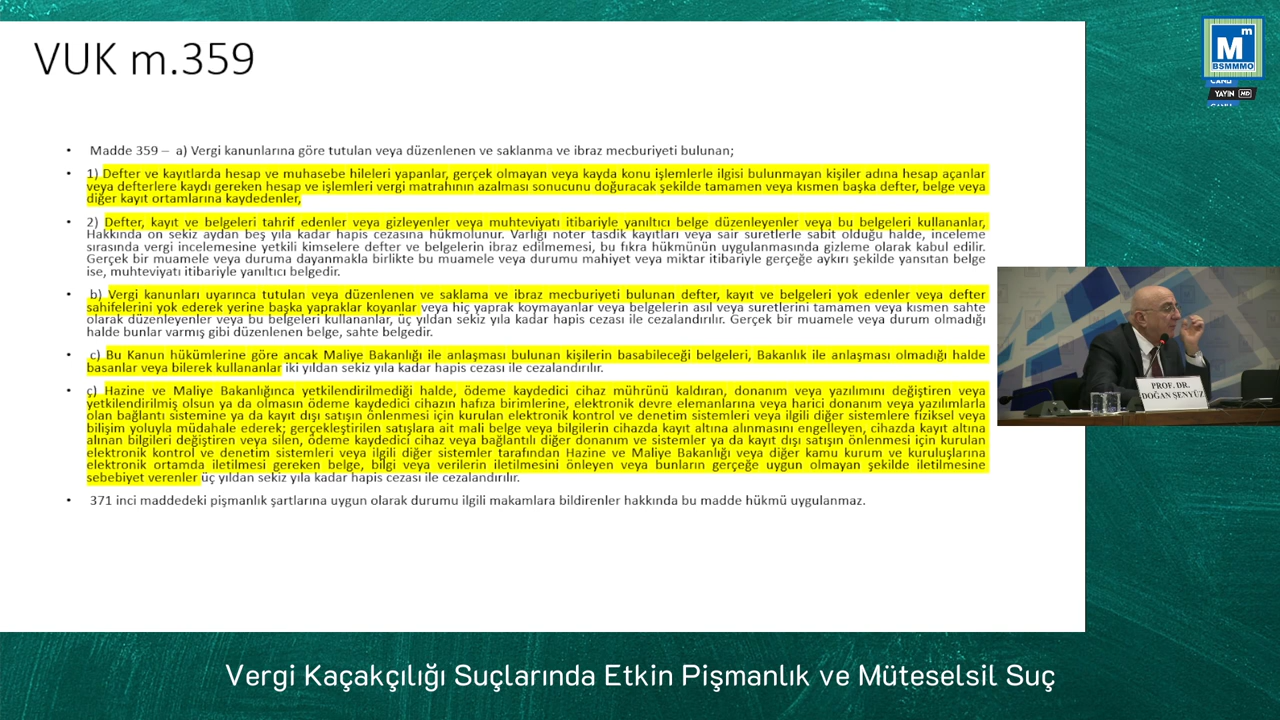 VUK m.359
• Madde 359 – a) Vergi kanunlarına göre tutulan veya düzenlenen ve saklanma ve ibraz mecburiyeti bulunan;
• 1) Defter ve kayıtlarda hesap ve muhasebe hileleri yapanlar, gerçek olmayan veya kayda konu işlemlerle ilgisi bulunmayan kişiler adına hesap açanlar
veya defterlere kaydı gereken hesap ve işlemleri vergi matrahının azalması sonucunu doğuracak şekilde tamamen veya kısmen başka defter, belge veya
diğer kayıt ortamlarına kaydedenler,
• 2) Defter, kayıt ve belgeleri tahrif edenler veya gizleyenler veya muhteviyatı itibariyle yanıltıcı belge düzenleyenler veya bu belgeleri kullananlar,
Hakkında on sekiz aydan beş yıla kadar hapis cezasına hükmolunur. Varlığı noter tasdik kayıtları veya sair suretlerle sabit olduğu halde, inceleme
sırasında vergi incelemesine yetkili kimselere defter ve belgelerin ibraz edilmemesi, bu fıkra hükmünün uygulanmasında gizleme olarak kabul edilir.
Gerçek bir muamele veya duruma dayanmakla birlikte bu muamele veya durumu mahiyet veya miktar itibariyle gerçeğe aykırı şekilde yansıtan belge
ise, muhteviyatı itibariyle yanıltıcı belgedir.
• b) Vergi kanunları uyarınca tutulan veya düzenlenen ve saklama ve ibraz mecburiyeti bulunan defter, kayıt ve belgeleri yok edenler veya defter
sahifelerini yok ederek yerine başka yapraklar koyanlar veya hiç yaprak koymayanlar veya belgelerin asıl veya suretlerini tamamen veya kısmen sahte
olarak düzenleyenler veya bu belgeleri kullananlar, üç yıldan sekiz yıla kadar hapis cezası ile cezalandırılır. Gerçek bir muamele veya durum olmadığı
halde bunlar varmış gibi düzenlenen belge, sahte belgedir.
• c) Bu Kanun hükümlerine göre ancak Maliye Bakanlığı ile anlaşması bulunan kişilerin basabileceği belgeleri, Bakanlık ile anlaşması olmadığı halde
basanlar veya bilerek kullananlar iki yıldan sekiz yıla kadar hapis cezası ile cezalandırılır.
• ç) Hazine ve Maliye Bakanlığınca yetkilendirilmediği halde, ödeme kaydedici cihaz mührünü kaldıran, donanım veya yazılımını değiştiren veya
yetkilendirilmiş olsun ya da olmasın ödeme kaydedici cihazın hafıza birimlerine, elektronik devre elemanlarına veya harici donanım veya yazılımlarla
olan bağlantı sistemine ya da kayıt dışı satışın önlenmesi için kurulan elektronik kontrol ve denetim sistemleri veya ilgili diğer sistemlere fiziksel veya
bilişim yoluyla müdahale ederek; gerçekleştirilen satışlara ait mali belge veya bilgilerin cihazda kayıt altına alınmasını engelleyen, cihazda kayıt altına
alınan bilgileri değiştiren veya silen, ödeme kaydedici cihaz veya bağlantılı diğer donanım ve sistemler ya da kayıt dışı satışın önlenmesi için kurulan
elektronik kontrol ve denetim sistemleri veya ilgili diğer sistemler tarafından Hazine ve Maliye Bakanlığı veya diğer kamu kurum ve kuruluşlarına
elektronik ortamda iletilmesi gereken belge, bilgi veya verilerin iletilmesini önleyen veya bunların gerçeğe uygun olmayan şekilde iletilmesine
sebebiyet verenler üç yıldan sekiz yıla kadar hapis cezası ile cezalandırılır.
• 371 inci maddedeki pişmanlık şartlarına uygun olarak durumu ilgili makamlara bildirenler hakkında bu madde hükmü uygulanmaz.
M m
BSMMMO
YAYIN HD
PROF. DR.
DOĞAN ŞENYÜZ
Vergi Kaçakçılığı Suçlarında Etkin Pişmanlık ve Müteselsil Suç